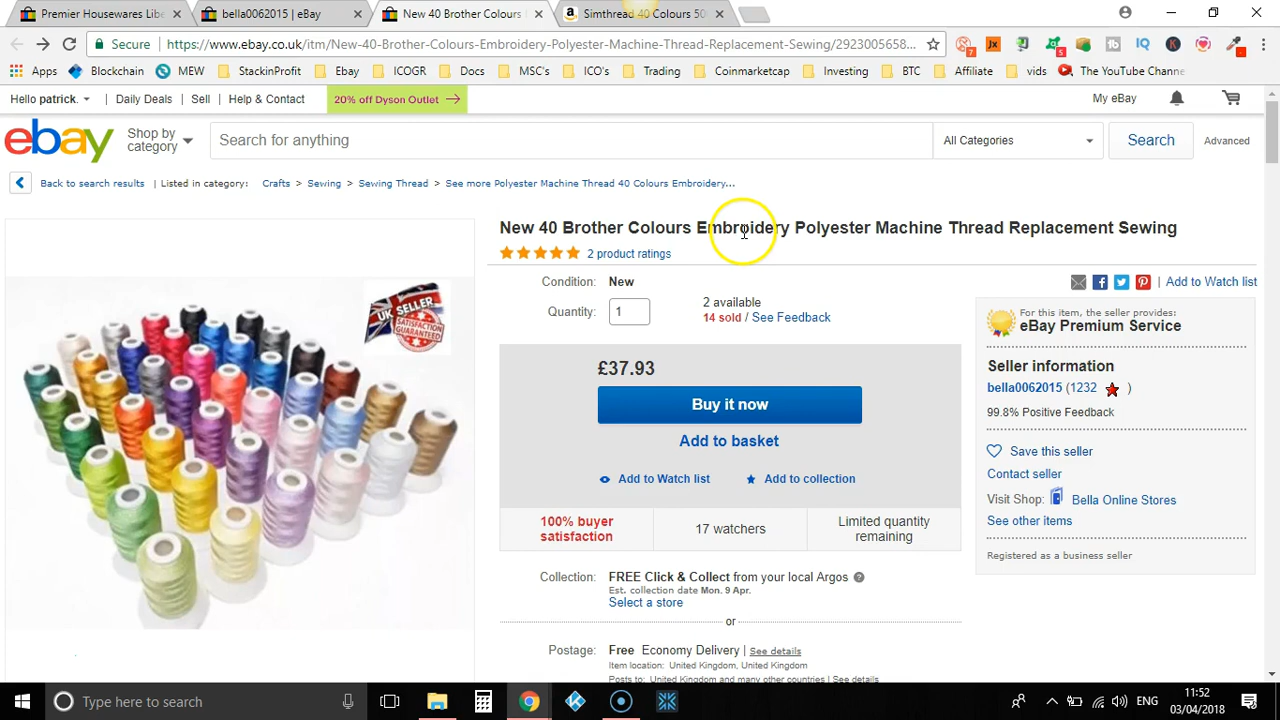 Premier Housewares Libe
bella0062015 | eBay
New 40 Brother Colours
Simthread 40 Colours 50
Secure
https://www.ebay.co.uk/itm/New-40-Brother-Colours-Embroidery-Polyester-Machine-Thread-Replacement-Sewing/2923005658...
Apps Blockchain MEW StackinProfit Ebay ICOGR Docs MSC's ICO's Trading Coinmarketcap Investing BTC Affiliate vids The YouTube Channe
Hello patrick. Daily Deals Sell Help & Contact 20% off Dyson Outlet My eBay
ebay Shop by category Search for anything All Categories Search Advanced
Back to search results | Listed in category: Crafts > Sewing > Sewing Thread > See more Polyester Machine Thread 40 Colours Embroidery...
New 40 Brother Colours Embroidery Polyester Machine Thread Replacement Sewing
2 product ratings
Condition: New
Quantity: 1
2 available
14 sold / See Feedback
£37.93
Buy it now
Add to basket
Add to Watch list
Add to collection
100% buyer satisfaction
17 watchers
Limited quantity remaining
Collection: FREE Click & Collect from your local Argos
Est. collection date Mon. 9 Apr.
Select a store
or
Postage: Free Economy Delivery | See details
Item location: United Kingdom, United Kingdom
Posts to: United Kingdom and many other countries | See details
| Add to Watch list
For this item, the seller provides:
eBay Premium Service
Seller information
bella0062015 (1232 )
99.8% Positive Feedback
Save this seller
Contact seller
Visit Shop: Bella Online Stores
See other items
Registered as a business seller
UK SELLER
SATISFACTION
GUARANTEED
Type here to search
ENG
11:52
03/04/2018